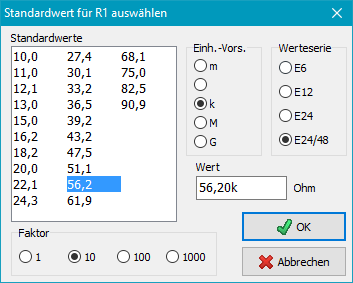 Standardwert für R1 auswählen
Standardwerte
10,0 27,4 68,1
11,0 30,1 75,0
12,1 33,2 82,5
13,0 36,5 90,9
15,0 39,2
16,2 43,2
18,2 47,5
20,0 51,1
22,1 56,2
24,3 61,9
Einh.-Vors.
m
k
M
G
Werteserie
E6
E12
E24
E24/48
Wert
56,20k Ohm
Faktor
1 10 100 1000
OK
Abbrechen